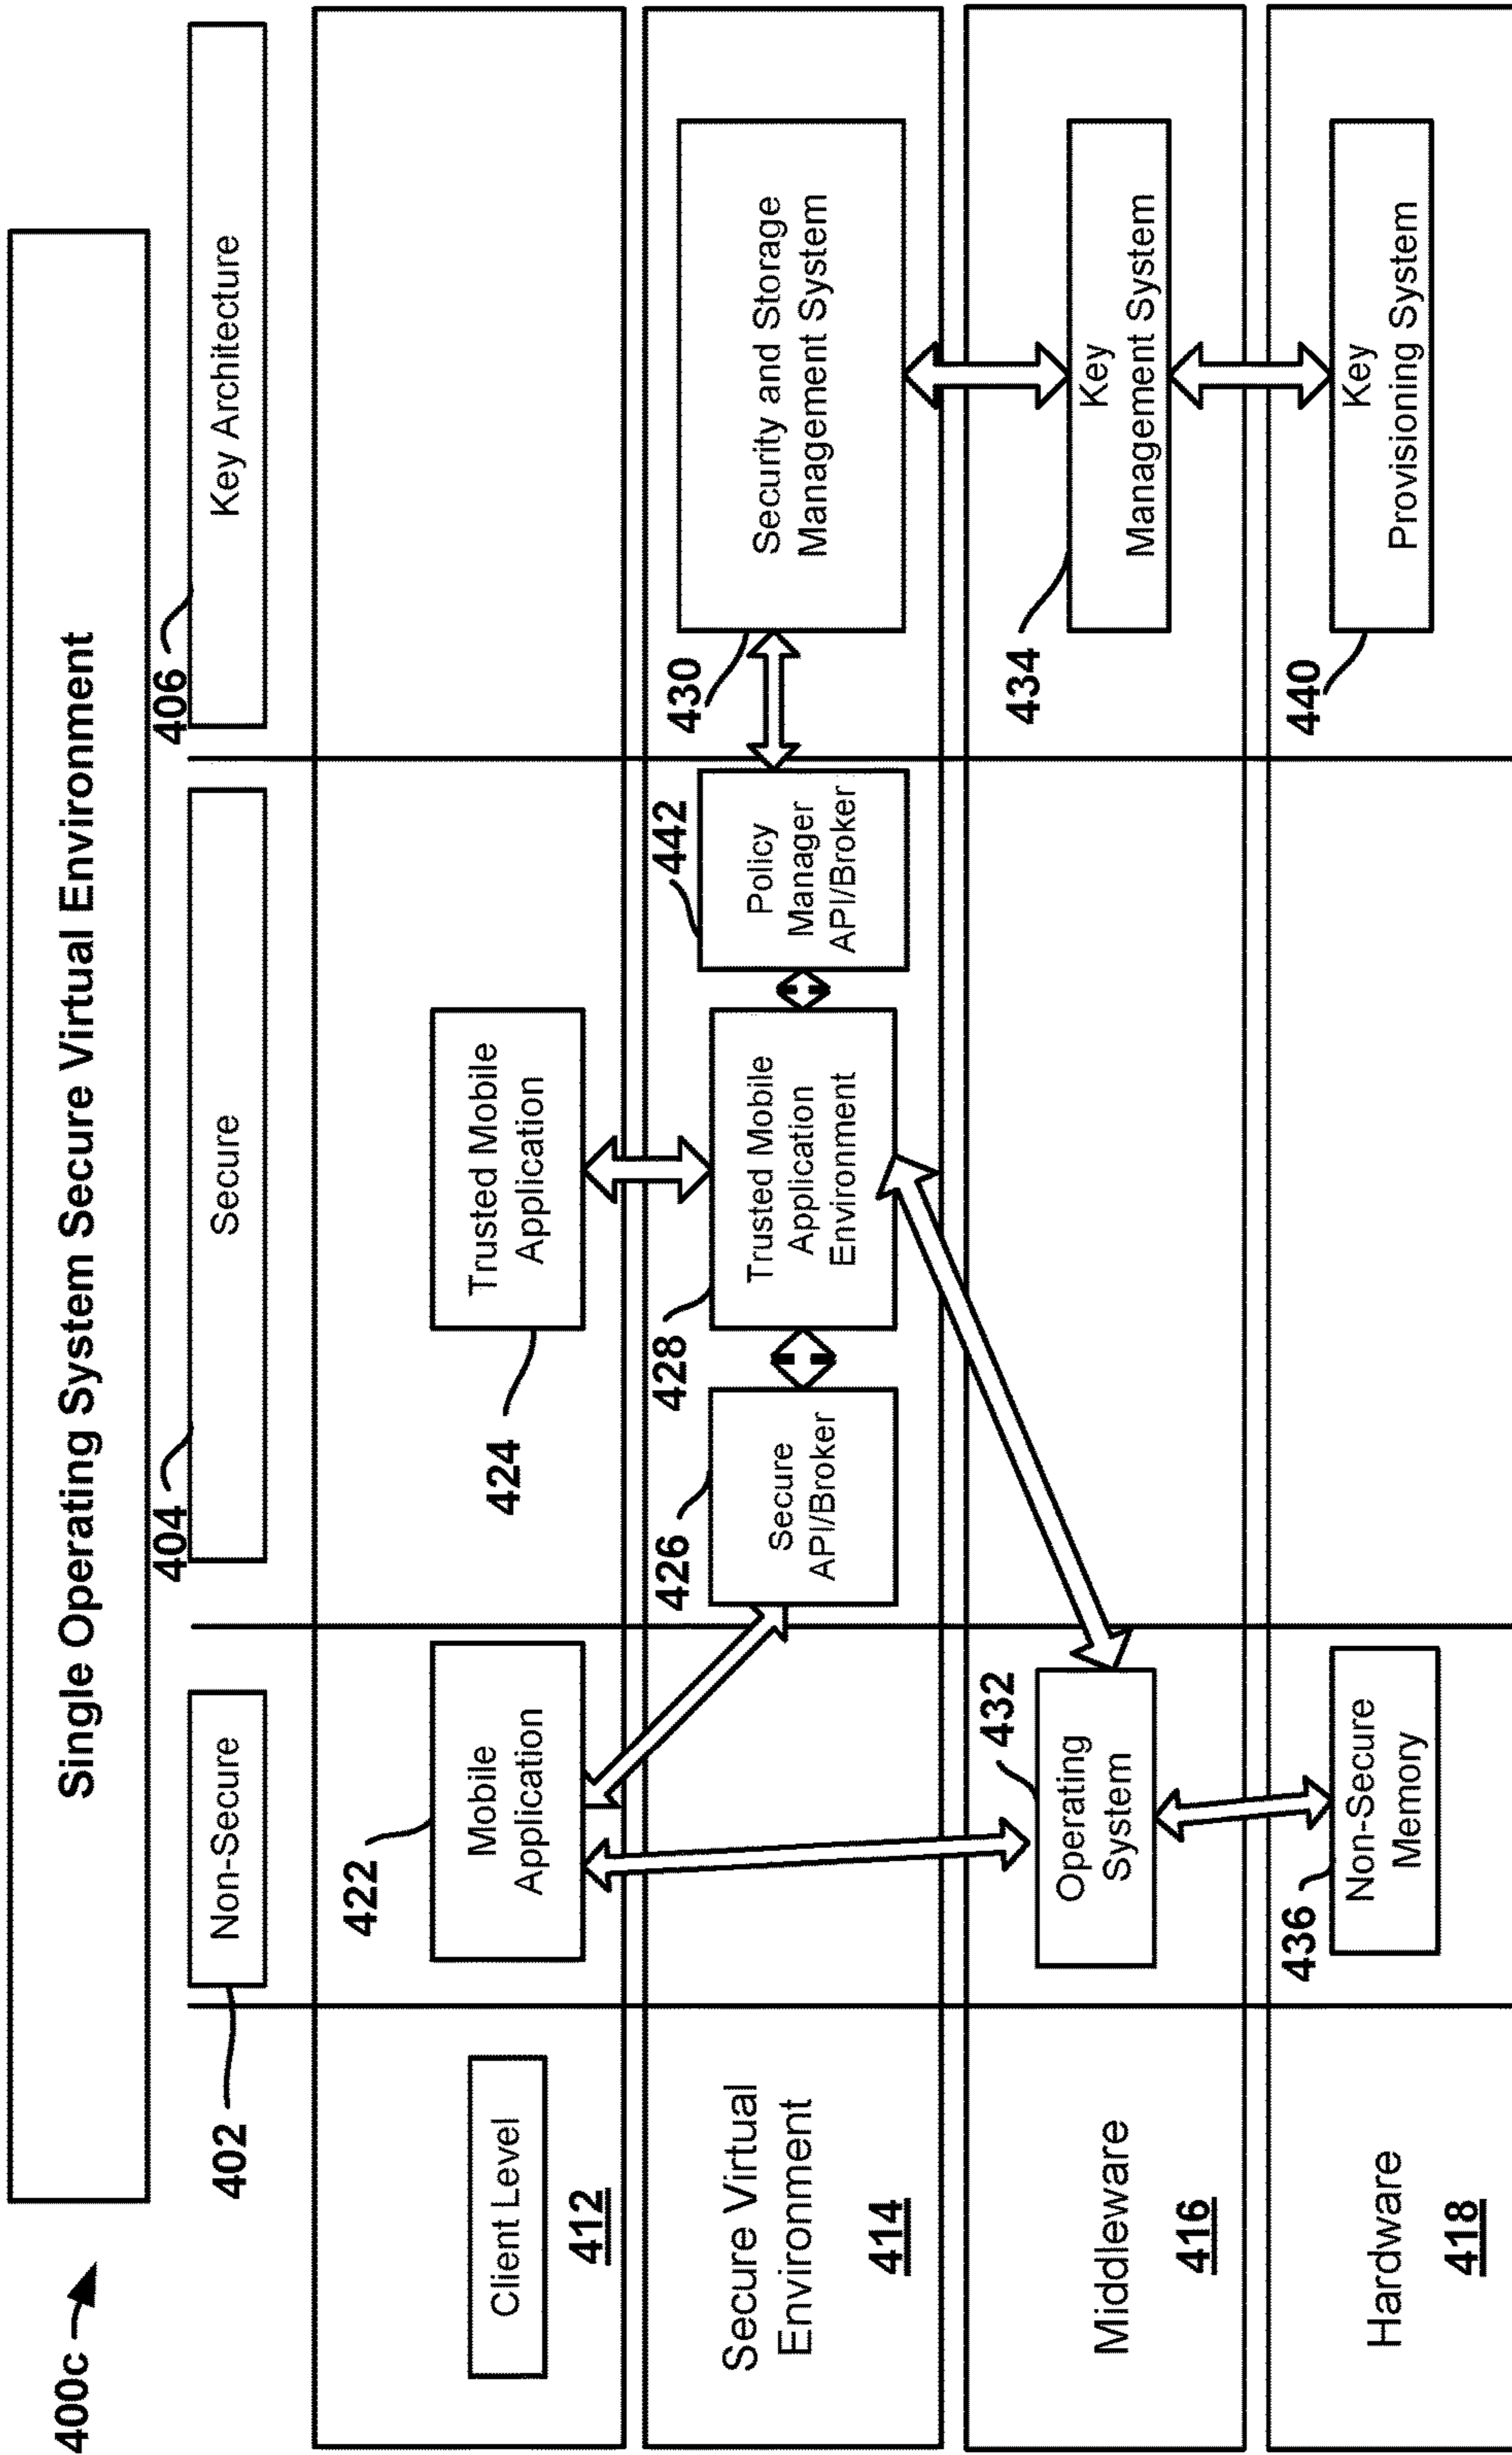 400c
Single Operating System Secure Virtual Environment
402
Non-Secure
404
Secure
406
Key Architecture
Client Level
412
422
Mobile
Application
424
Trusted Mobile
Application
Secure Virtual
Environment
414
426
Secure
API/Broker
428
Trusted Mobile
Application
Environment
442
Policy
Manager
API/Broker
430
Security and Storage
Management System
Middleware
416
432
Operating
System
434
Key
Management System
Hardware
418
436
Non-Secure
Memory
440
Key
Provisioning System